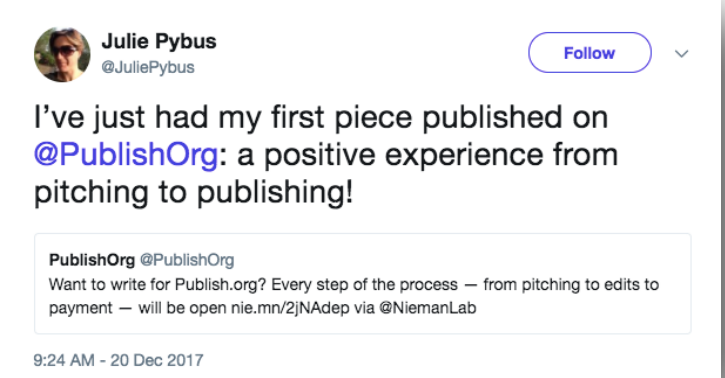 Julie Pybus
@JuliePybus
Follow
I’ve just had my first piece published on
@PublishOrg: a positive experience from
pitching to publishing!
PublishOrg @PublishOrg
Want to write for Publish.org? Every step of the process — from pitching to edits to
payment — will be open nie.mn/2jNAdep via @NiemanLab
9:24 AM - 20 Dec 2017